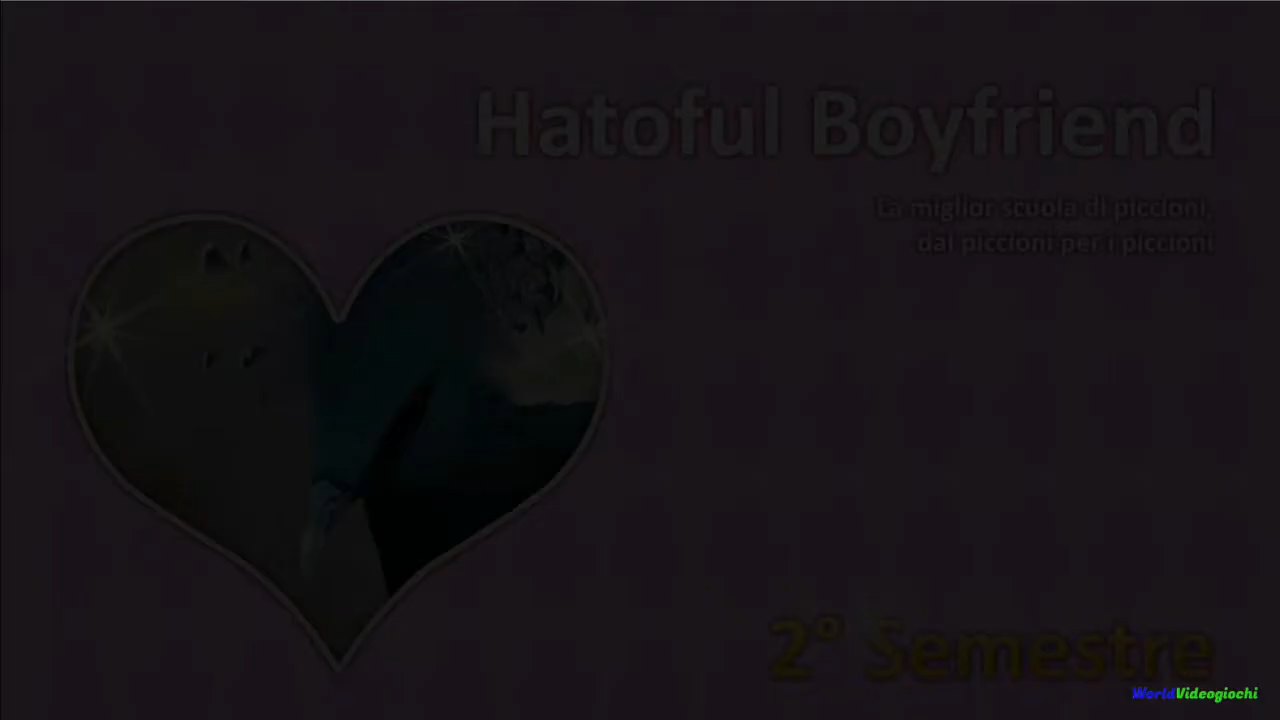 Hatoful Boyfriend
La miglior scuola di piccioni,
dai piccioni per i piccioni
2° Semestre
WorldVideogiochi